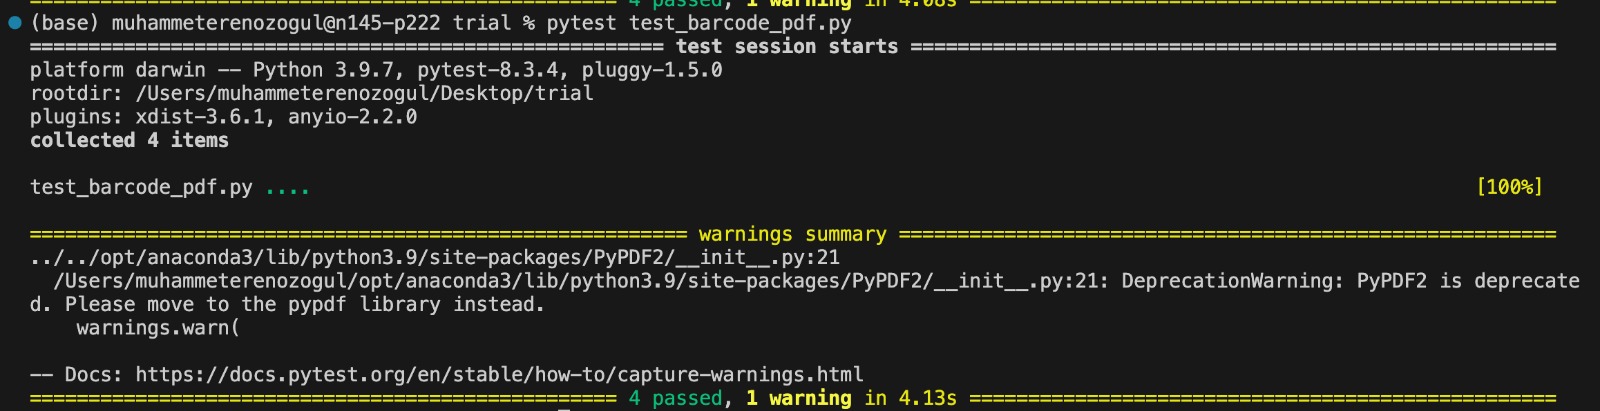 ============================================== 4 passed, 1 warning in 4.08s ==================================================
(base) muhammeterenozogul@n145-p222 trial % pytest test_barcode_pdf.py
====================================================== test session starts =======================================================
platform darwin -- Python 3.9.7, pytest-8.3.4, pluggy-1.5.0
rootdir: /Users/muhammeterenozogul/Desktop/trial
plugins: xdist-3.6.1, anyio-2.2.0
collected 4 items
test_barcode_pdf.py .... [100%]
======================================================== warnings summary ========================================================
../../opt/anaconda3/lib/python3.9/site-packages/PyPDF2/__init__.py:21
/Users/muhammeterenozogul/opt/anaconda3/lib/python3.9/site-packages/PyPDF2/__init__.py:21: DeprecationWarning: PyPDF2 is deprecate
d. Please move to the pypdf library instead.
warnings.warn(
-- Docs: https://docs.pytest.org/en/stable/how-to/capture-warnings.html
================================================== 4 passed, 1 warning in 4.13s ==================================================